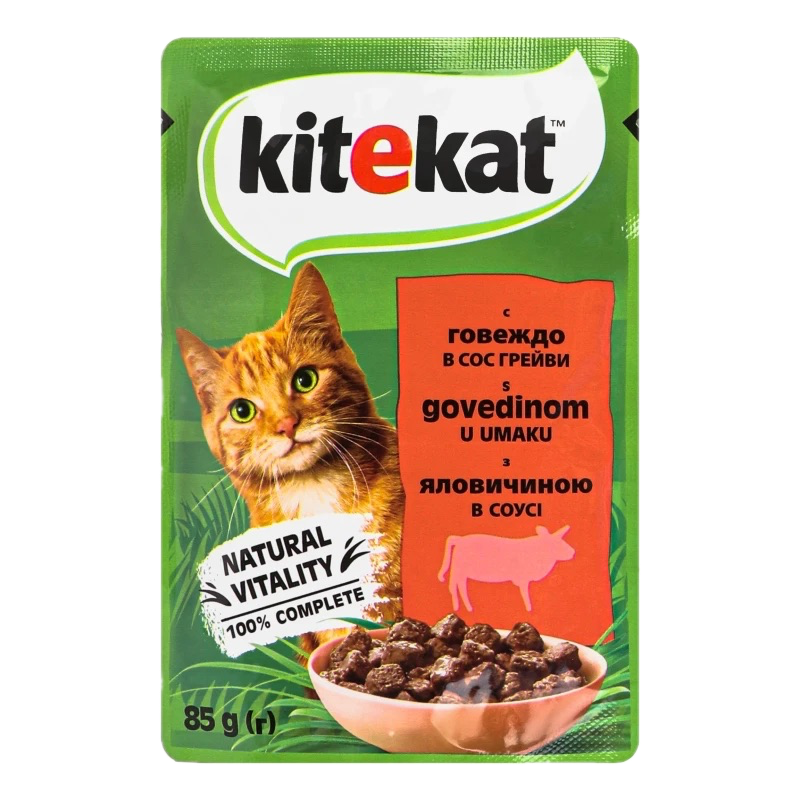 kitekat™
с
говеждо
в сос грейви
s
govedinom
u umaku
з
яловичиною
в соусі
NATURAL
VITALITY
100% COMPLETE
85 g (г)